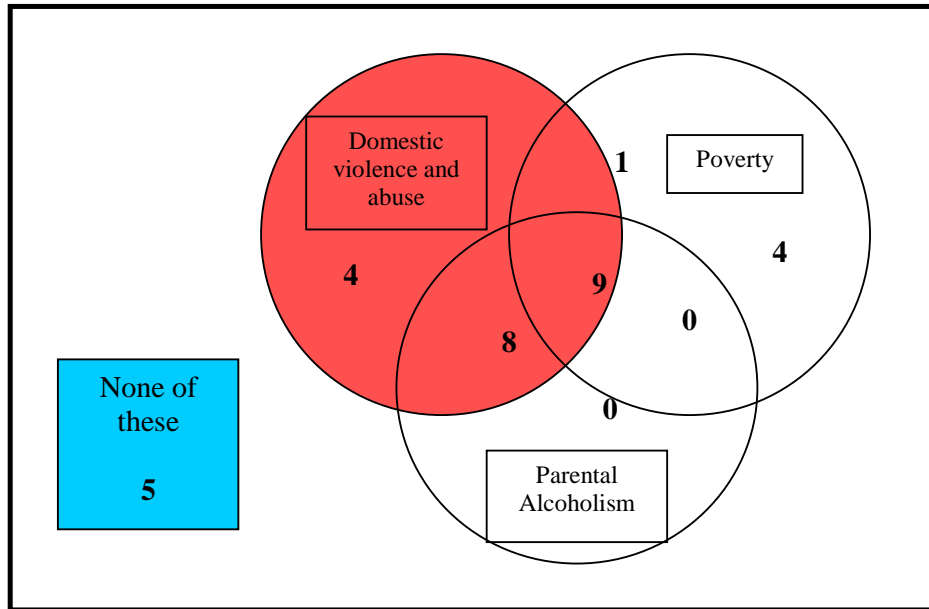 Domestic
violence and
abuse
1
Poverty
4
4
9
0
8
None of
these
5
0
Parental
Alcoholism